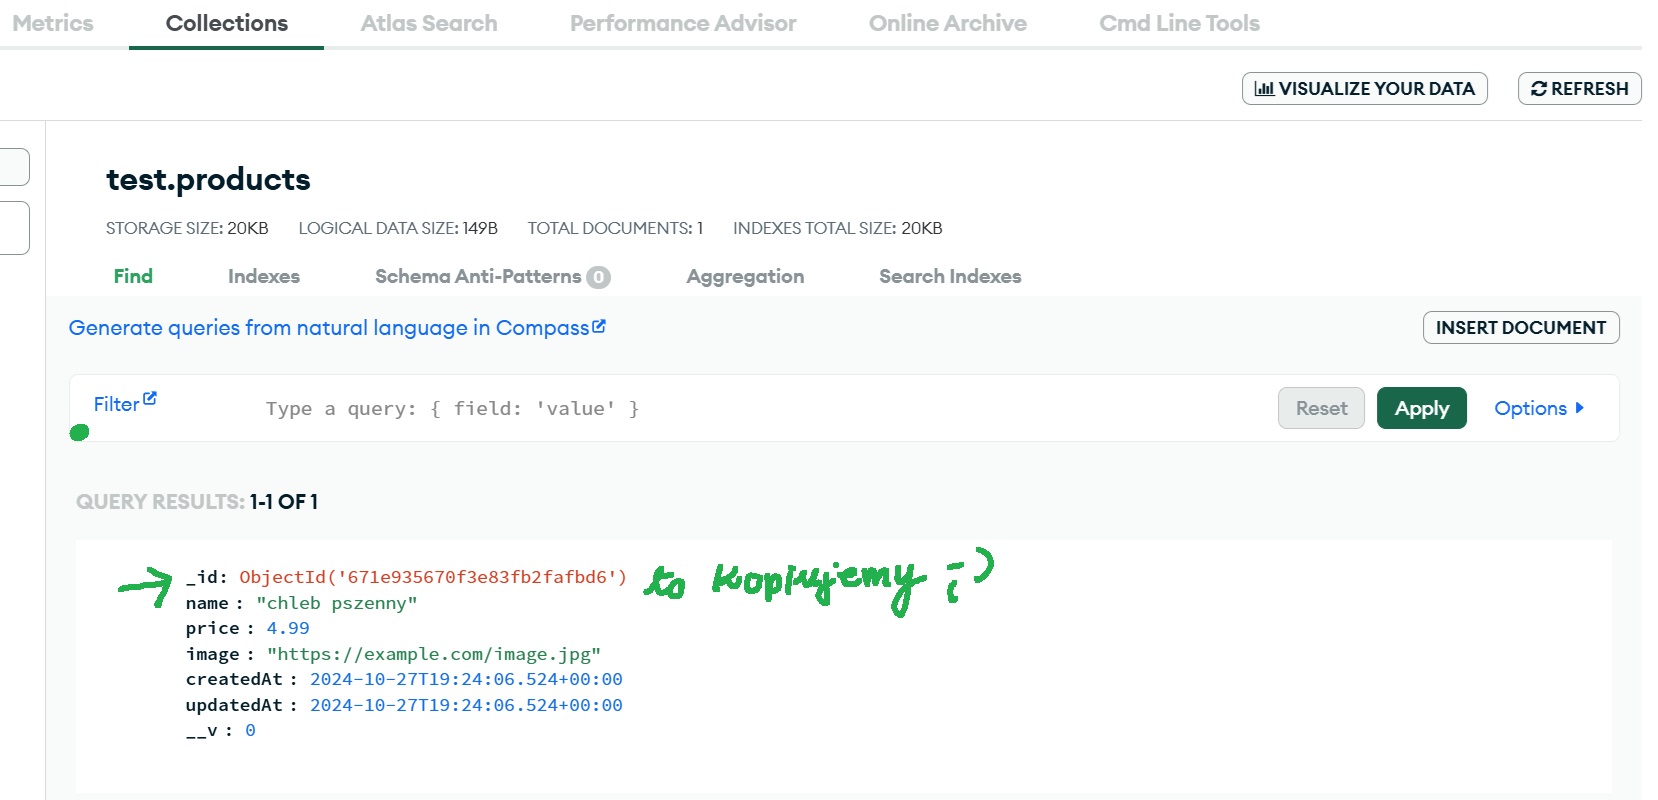 Metrics Collections Atlas Search Performance Advisor Online Archive Cmd Line Tools
VISUALIZE YOUR DATA REFRESH
test.products
STORAGE SIZE: 20KB LOGICAL DATA SIZE: 149B TOTAL DOCUMENTS: 1 INDEXES TOTAL SIZE: 20KB
Find Indexes Schema Anti-Patterns 0 Aggregation Search Indexes
Generate queries from natural language in Compass INSERT DOCUMENT
Filter Type a query: { field: 'value' } Reset Apply Options
QUERY RESULTS: 1-1 OF 1
_id: ObjectId('671e935670f3e83fb2fafbd6') to kopiujemy ;)
name : "chleb pszenny"
price : 4.99
image : "https://example.com/image.jpg"
createdAt : 2024-10-27T19:24:06.524+00:00
updatedAt : 2024-10-27T19:24:06.524+00:00
__v : 0